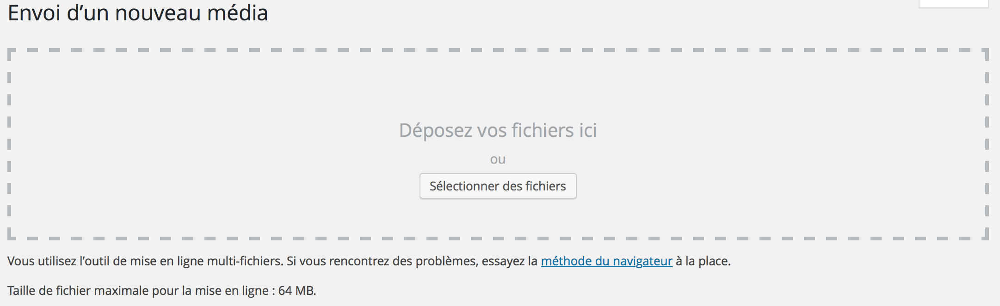 Envoi d’un nouveau média
Déposez vos fichiers ici
ou
Sélectionner des fichiers
Vous utilisez l’outil de mise en ligne multi-fichiers. Si vous rencontrez des problèmes, essayez la méthode du navigateur à la place.
Taille de fichier maximale pour la mise en ligne : 64 MB.